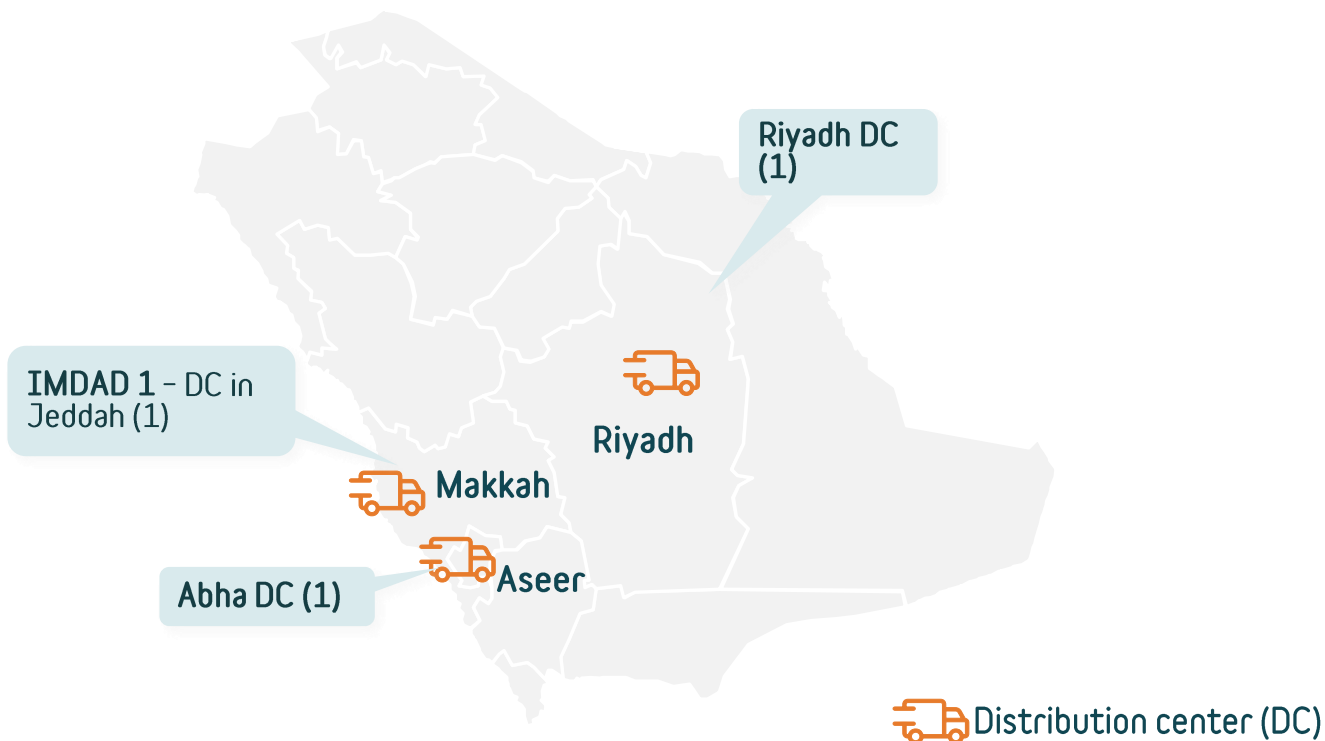 Riyadh DC
(1)
IMDAD 1 – DC in
Jeddah (1)
Riyadh
Makkah
Aseer
Abha DC (1)
Distribution center (DC)